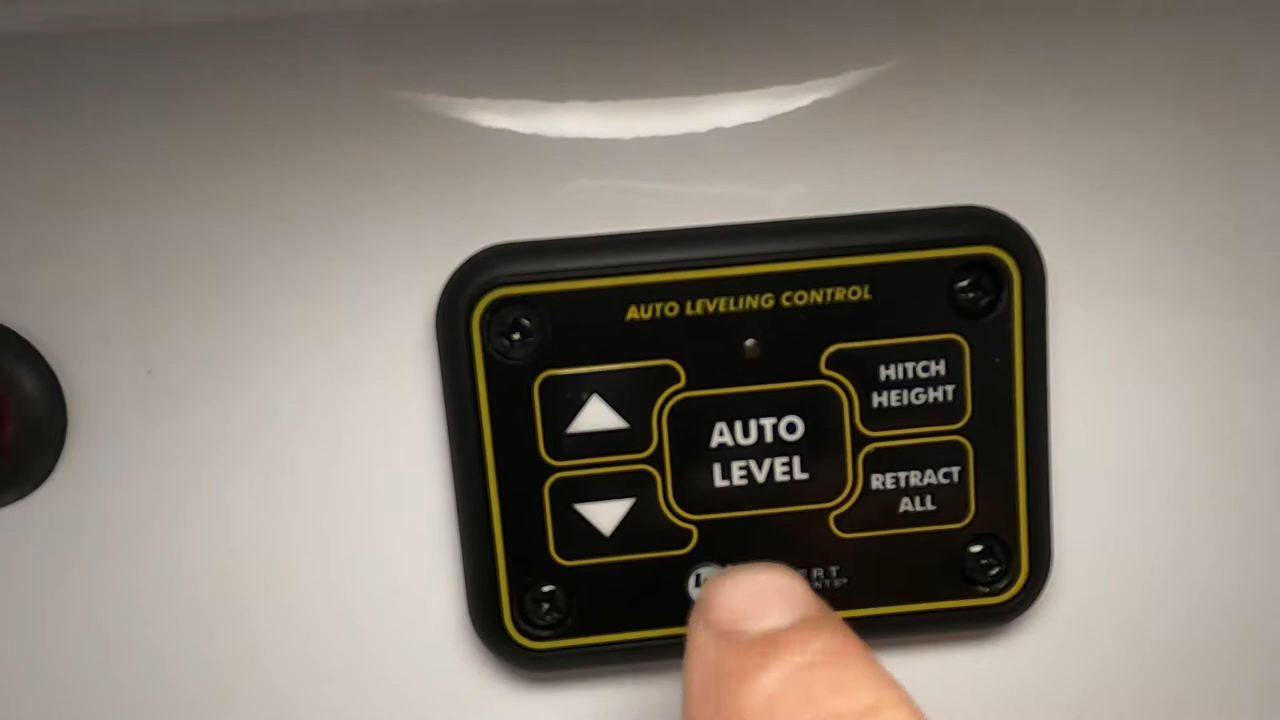 AUTO LEVELING CONTROL
AUTO
LEVEL
HITCH
HEIGHT
RETRACT
ALL